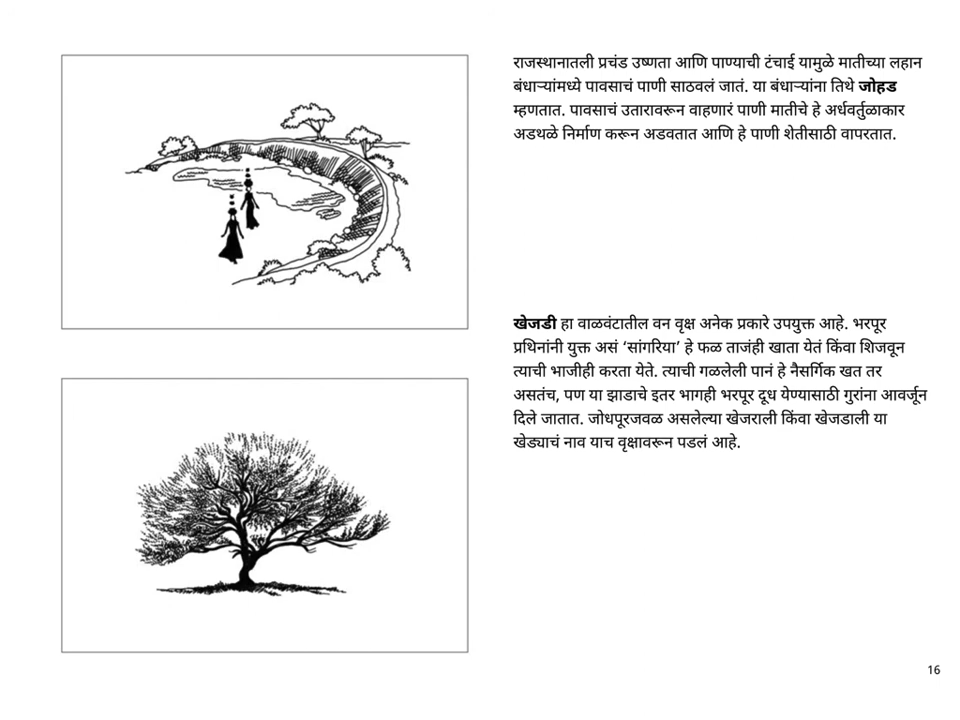 राजस्थानातली प्रचंड उष्णता आणि पाण्याची टंचाई यामुळे मातीच्या लहान
बंधाऱ्यांमध्ये पावसाचं पाणी साठवलं जातं. या बंधाऱ्यांना तिथे जोहड
म्हणतात. पावसाचं उतारावरून वाहणारं पाणी मातीचे हे अर्धवर्तुळाकार
अडथळे निर्माण करून अडवतात आणि हे पाणी शेतीसाठी वापरतात.
खेजडी हा वाळवंटातील वन वृक्ष अनेक प्रकारे उपयुक्त आहे. भरपूर
प्रथिनांनी युक्त असं ‘सांगरिया’ हे फळ ताजंही खाता येतं किंवा शिजवून
त्याची भाजीही करता येते. त्याची गळलेली पानं हे नैसर्गिक खत तर
असतंच, पण या झाडाचे इतर भागही भरपूर दूध येण्यासाठी गुरांना आवर्जून
दिले जातात. जोधपूरजवळ असलेल्या खेजराली किंवा खेजडाली या
खेड्याचं नाव याच वृक्षावरून पडलं आहे.
16